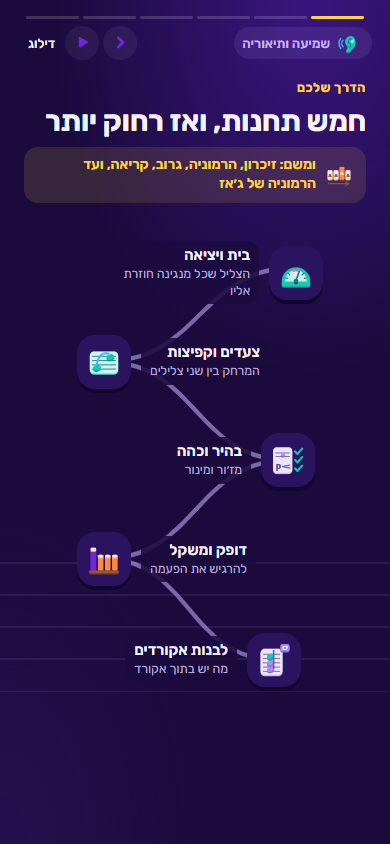 שמיעה ותיאוריה
דילוג
הדרך שלכם
חמש תחנות, ואז רחוק יותר
ומשם: זיכרון, הרמוניה, גרוב, קריאה, ועד
הרמוניה של ג׳אז
בית ויציאה
הצליל שכל מנגינה חוזרת
אליו
צעדים וקפיצות
המרחק בין שני צלילים
בהיר וכהה
מז׳ור ומינור
דופק ומשקל
להרגיש את הפעמה
לבנות אקורדים
מה יש בתוך אקורד